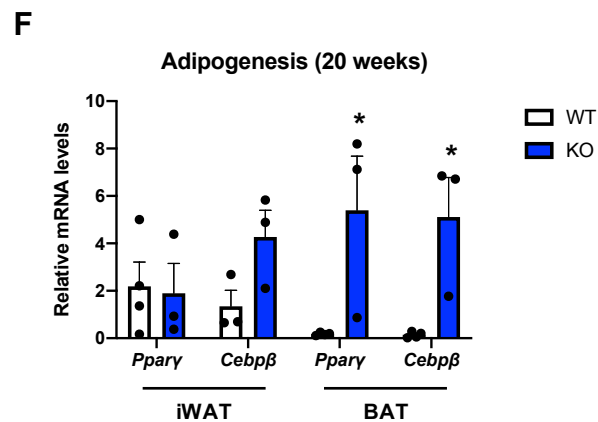 F
Adipogenesis (20 weeks)
Relative mRNA levels
10
8
6
4
2
0
*
*
WT
KO
Pparγ
Cebpβ
Pparγ
Cebpβ
iWAT
BAT